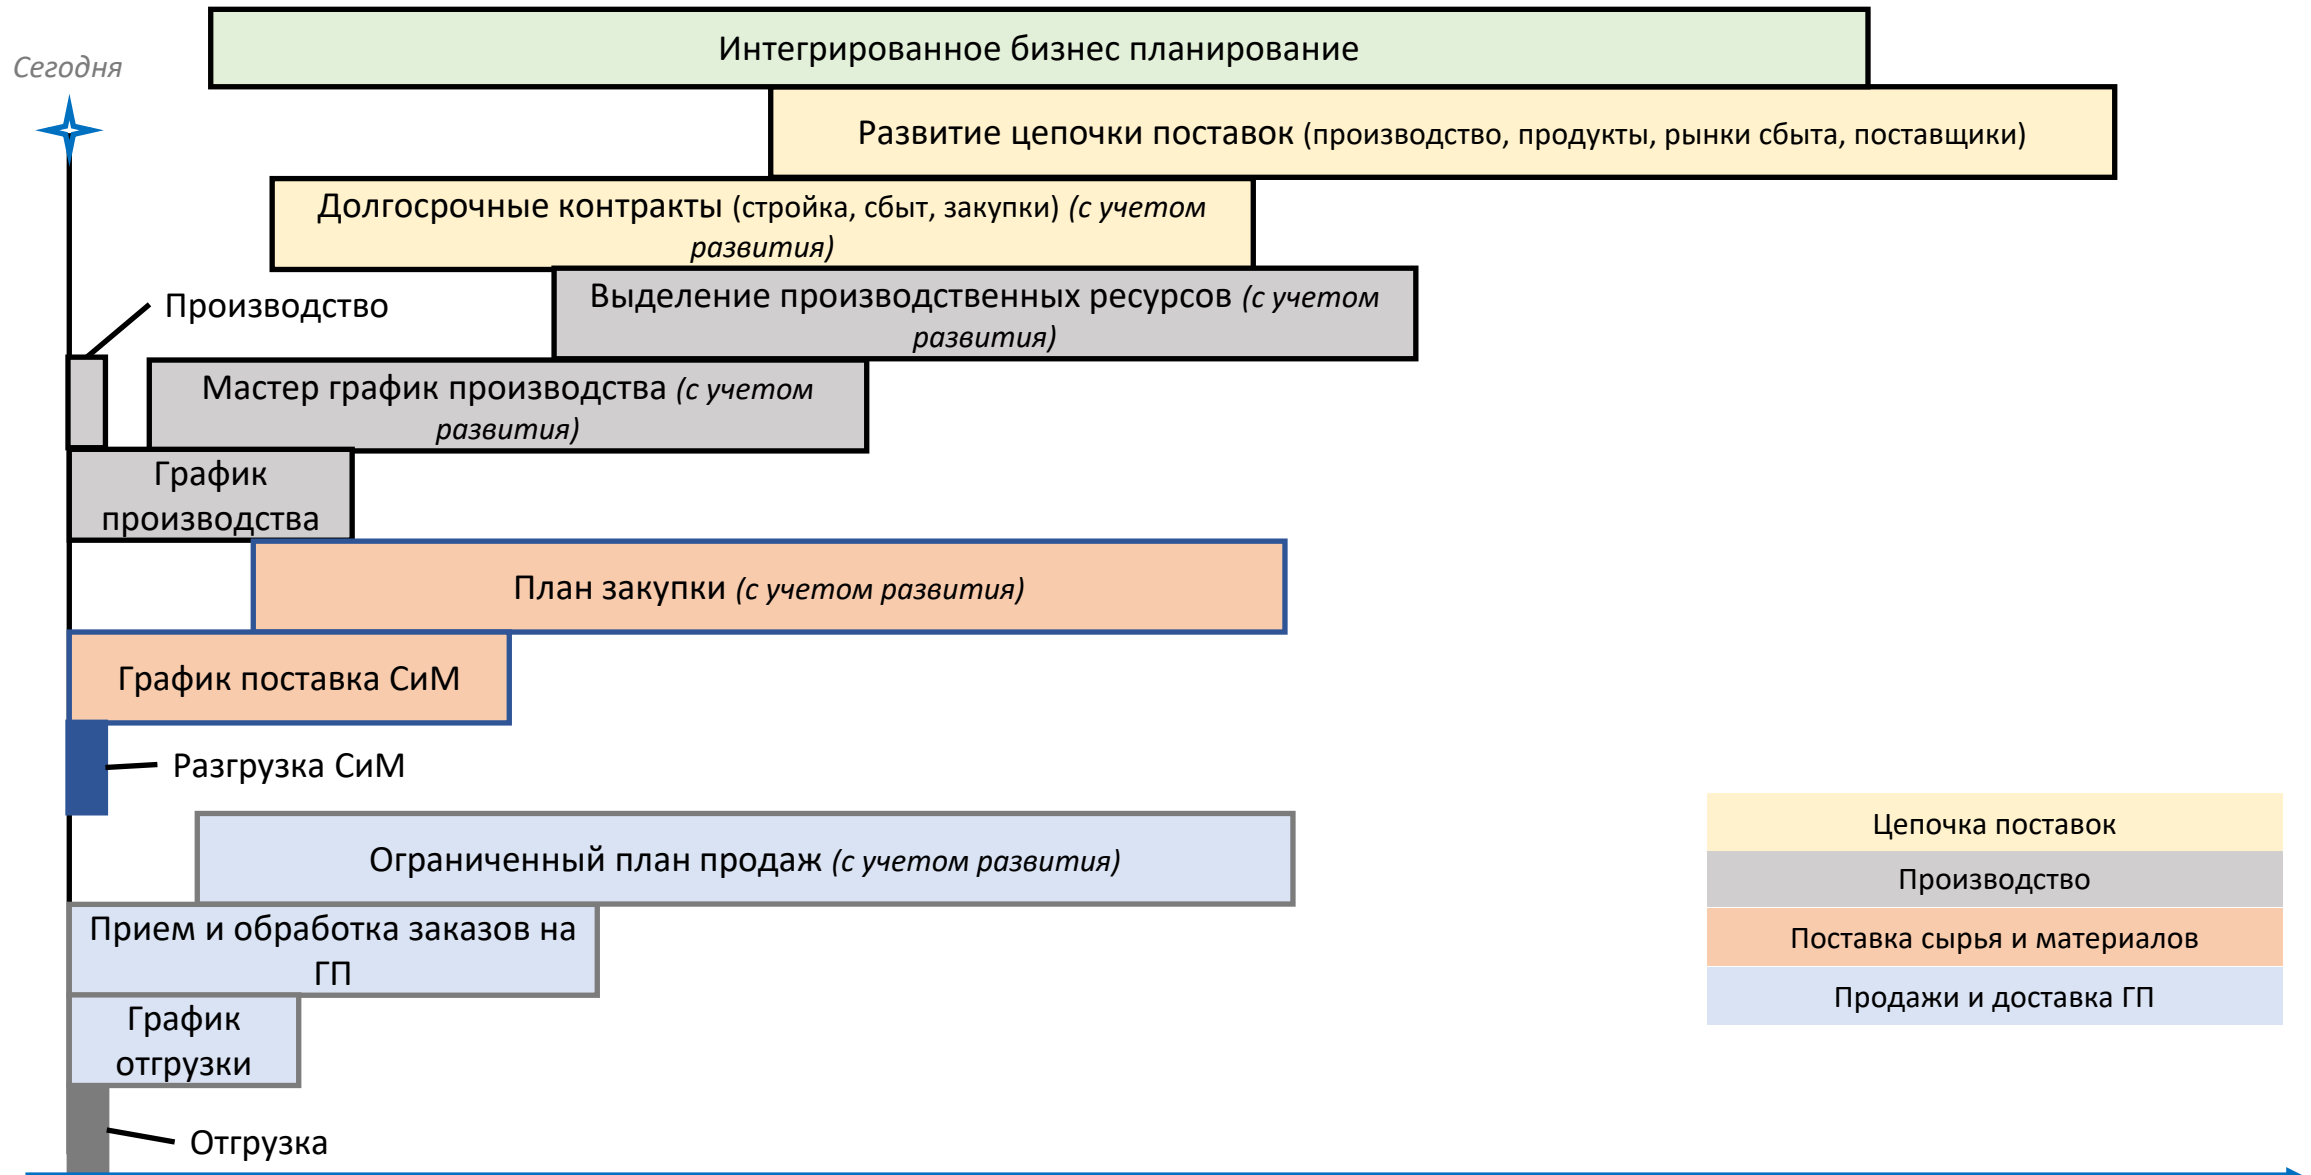 Интегрированное бизнес планирование
Сегодня
Развитие цепочки поставок (производство, продукты, рынки сбыта, поставщики)
Долгосрочные контракты (стройка, сбыт, закупки) (с учетом
развития)
Выделение производственных ресурсов (с учетом
развития)
Производство
Мастер график производства (с учетом
развития)
График
производства
План закупки (с учетом развития)
График поставка СиМ
Разгрузка СиМ
Ограниченный план продаж (с учетом развития)
Прием и обработка заказов на
ГП
График
отгрузки
Отгрузка
Цепочка поставок
Производство
Поставка сырья и материалов
Продажи и доставка ГП